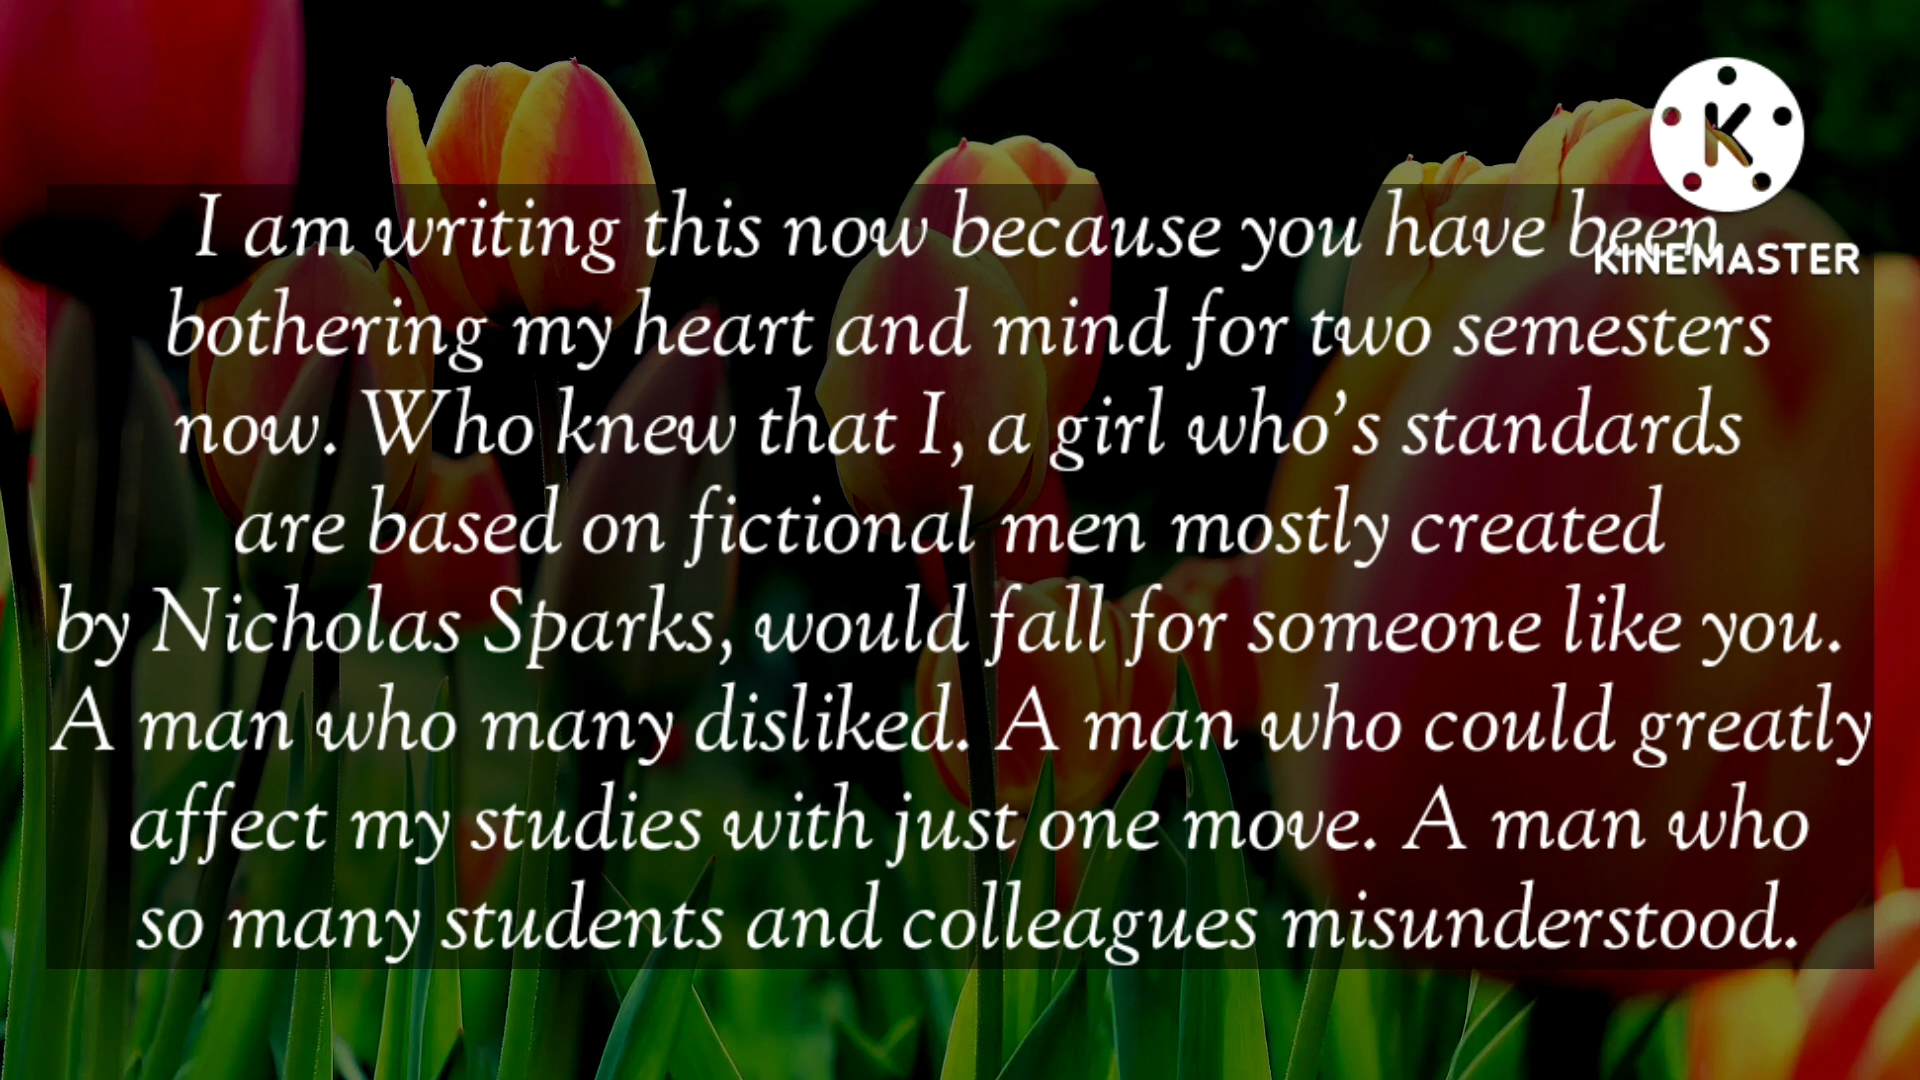 I am writing this now because you have been
KINEMASTER
bothering my heart and mind for two semesters
now. Who knew that I, a girl who's standards
are based on fictional men mostly created
by Nicholas Sparks, would fall for someone like you.
A man who many disliked. A man who could greatly
affect my studies with just one move. A man who
so many students and colleagues misunderstood.